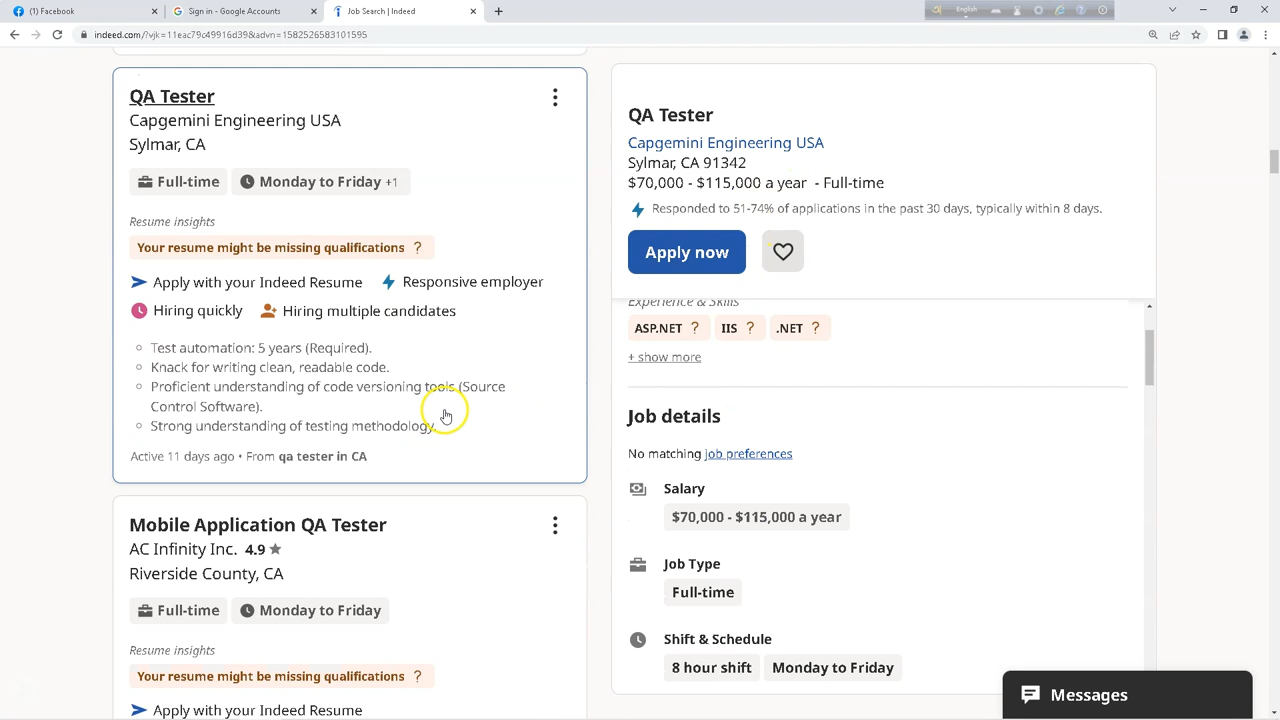 (1) Facebook
Sign in - Google Accounts
Job Search | Indeed
English
indeed.com/?vjk=11eac79c49916d39&advn=1582526583101595
QA Tester
Capgemini Engineering USA
Sylmar, CA
Full-time
Monday to Friday +1
Resume insights
Your resume might be missing qualifications ?
Apply with your Indeed Resume
Responsive employer
Hiring quickly
Hiring multiple candidates
Test automation: 5 years (Required).
Knack for writing clean, readable code.
Proficient understanding of code versioning tools (Source
Control Software).
Strong understanding of testing methodology.
Active 11 days ago • From qa tester in CA
Mobile Application QA Tester
AC Infinity Inc. 4.9
Riverside County, CA
Full-time
Monday to Friday
Resume insights
Your resume might be missing qualifications ?
Apply with your Indeed Resume
QA Tester
Capgemini Engineering USA
Sylmar, CA 91342
$70,000 - $115,000 a year - Full-time
Responded to 51-74% of applications in the past 30 days, typically within 8 days.
Apply now
Experience & Skills
ASP.NET ?
IIS ?
.NET ?
+ show more
Job details
No matching job preferences
Salary
$70,000 - $115,000 a year
Job Type
Full-time
Shift & Schedule
8 hour shift
Monday to Friday
Messages